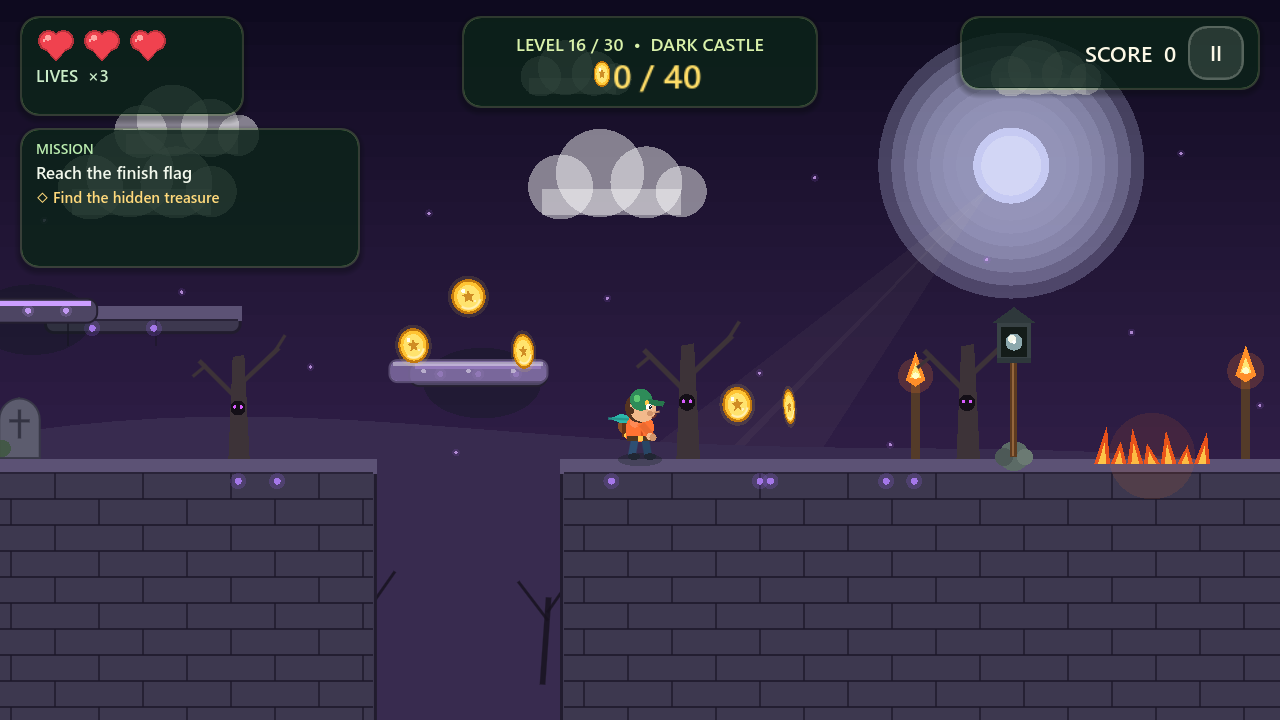 LIVES ×3
LEVEL 16 / 30 • DARK CASTLE
0 / 40
SCORE 0
MISSION
Reach the finish flag
◇ Find the hidden treasure